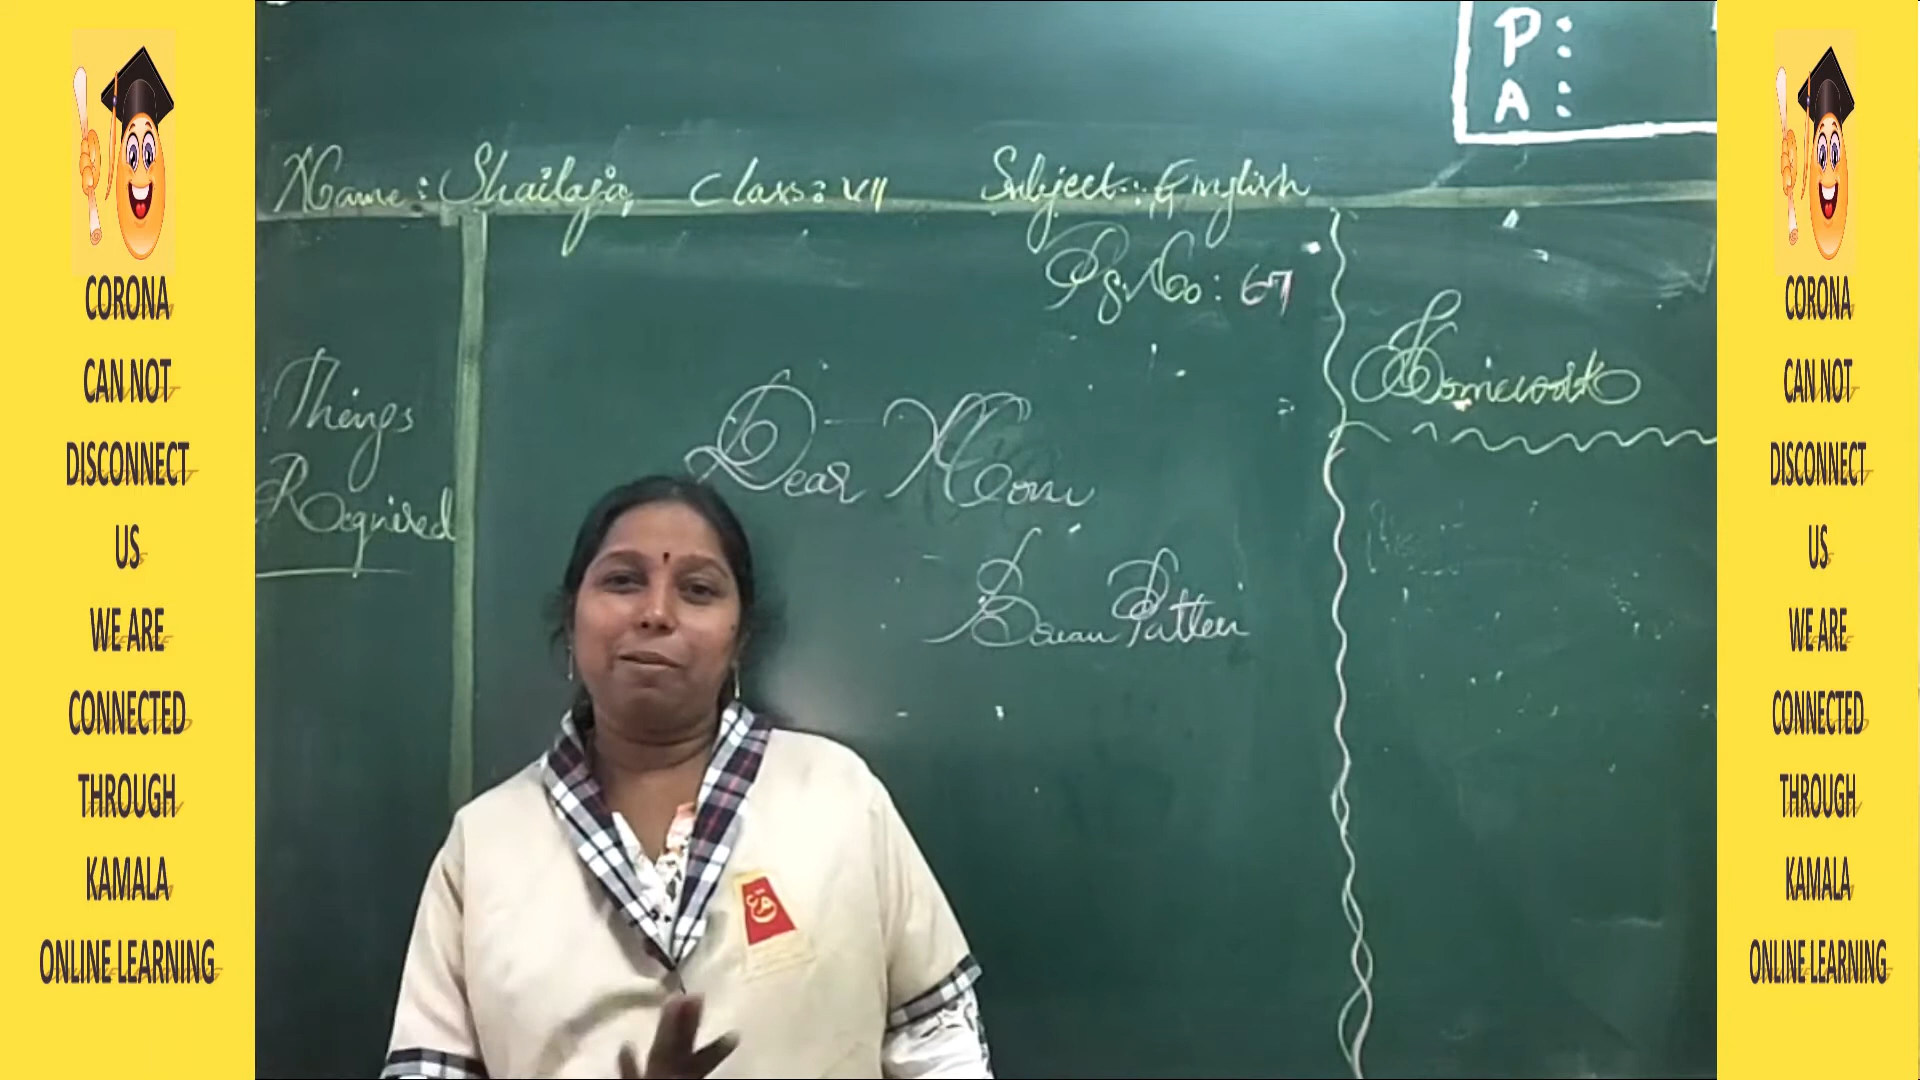 CORONA
CAN NOT
DISCONNECT
US
WE ARE
CONNECTED
THROUGH
KAMALA
ONLINE LEARNING
P:
A:
Name: Shailaja Class: VII Subject: English
Pg No: 67
Things
Required
Dear Mom
Brian Patten
Homework
CORONA
CAN NOT
DISCONNECT
US
WE ARE
CONNECTED
THROUGH
KAMALA
ONLINE LEARNING